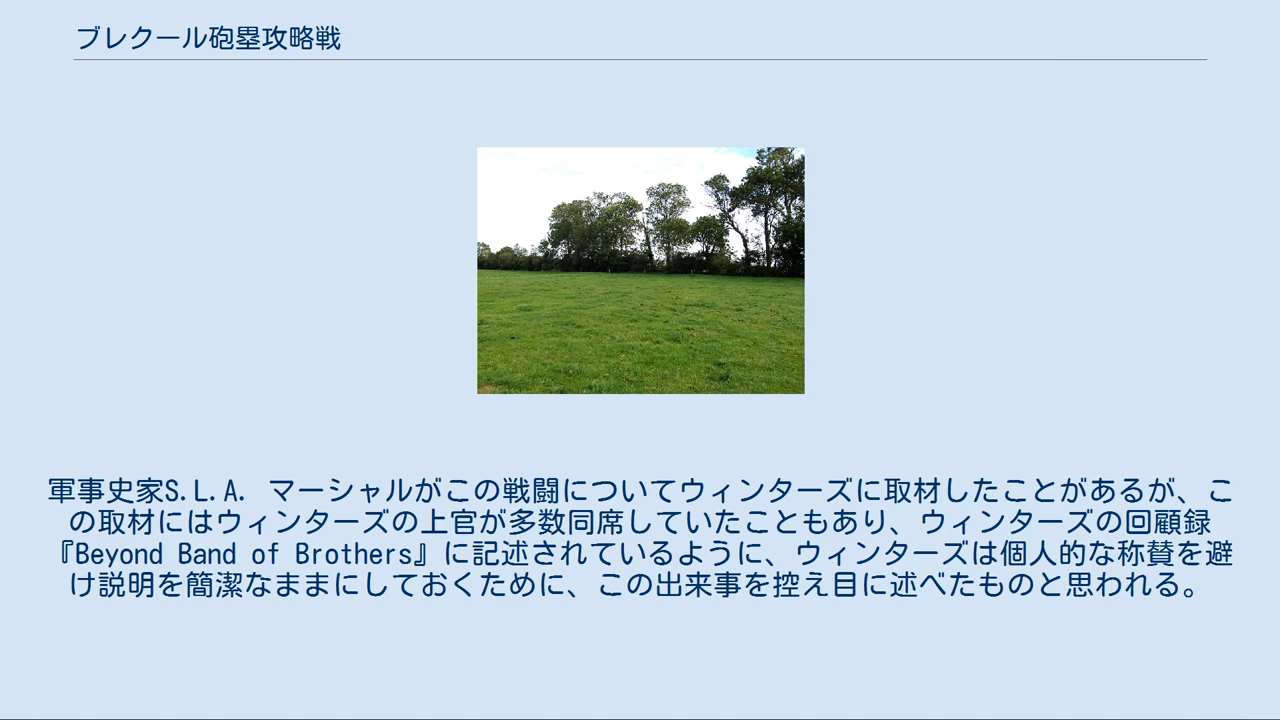 ブレクール砲塁攻略戦
軍事史家S.L.A. マーシャルがこの戦闘についてウィンターズに取材したことがあるが、こ
の取材にはウィンターズの上官が多数同席していたこともあり、ウィンターズの回顧録
『Beyond Band of Brothers』に記述されているように、ウィンターズは個人的な称賛を避
け説明を簡潔なままにしておくために、この出来事を控え目に述べたものと思われる。